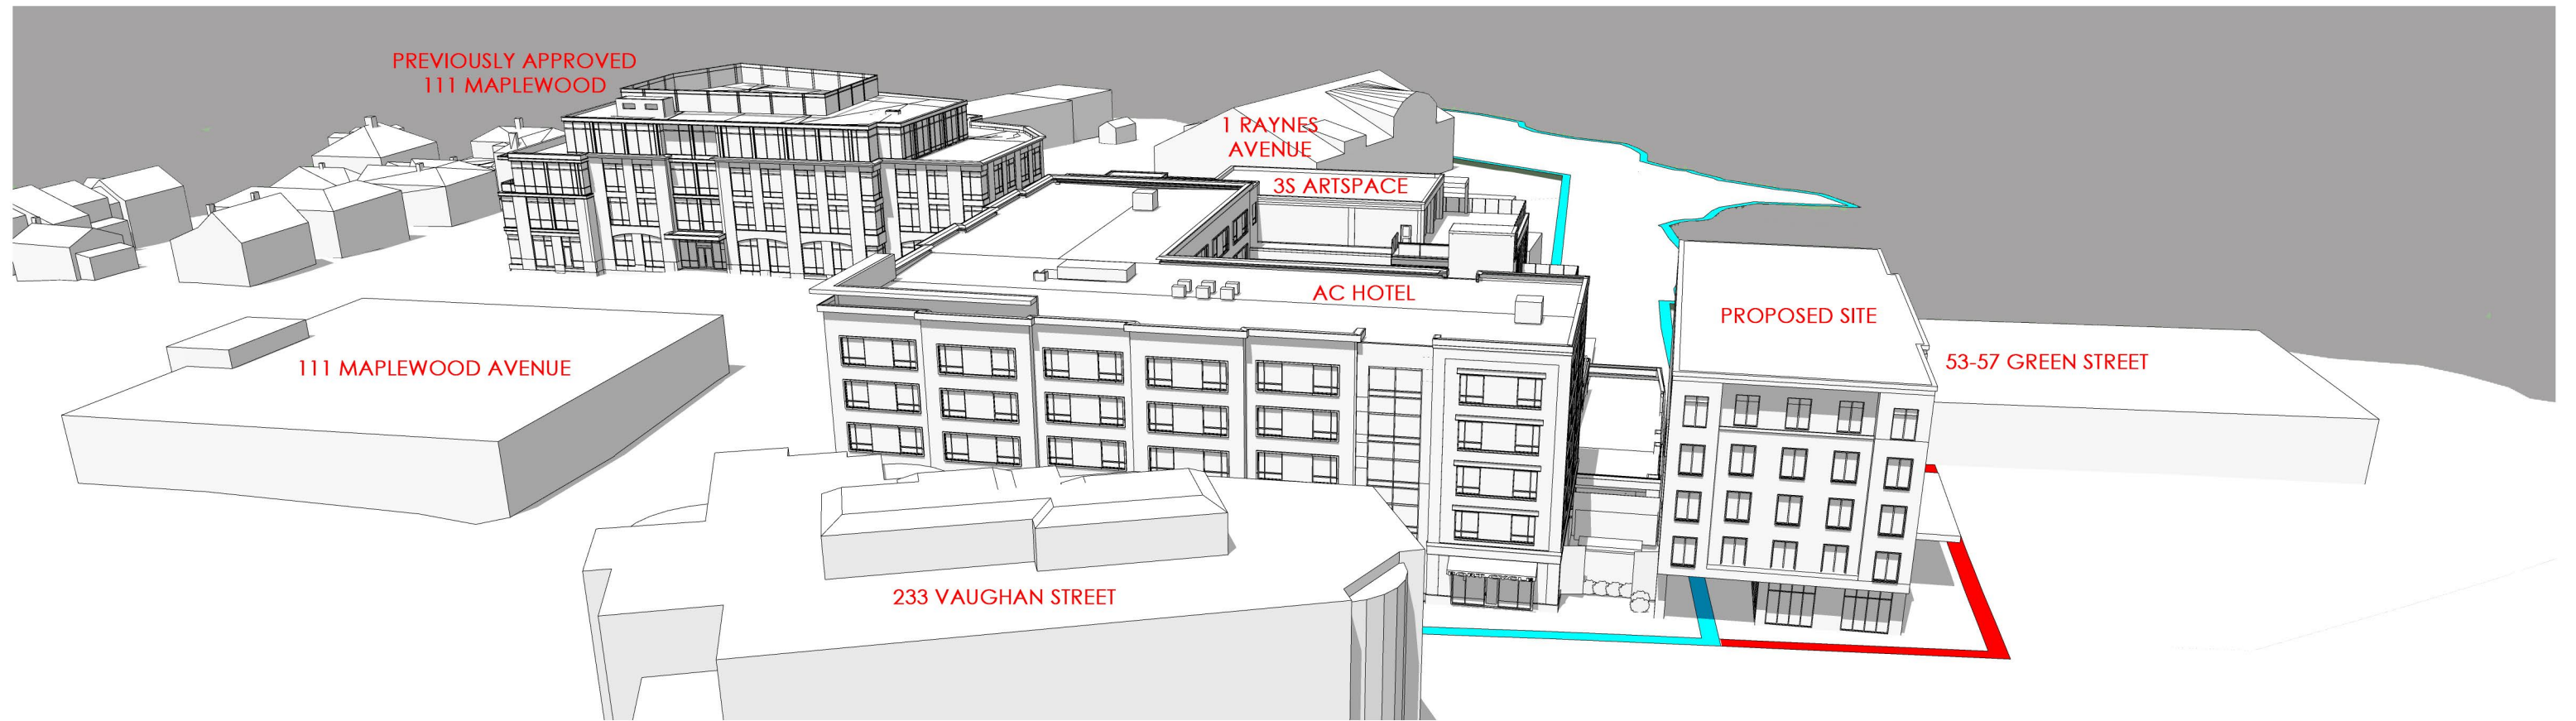 PREVIOUSLY APPROVED
111 MAPLEWOOD
1 RAYNES
AVENUE
3S ARTSPACE
AC HOTEL
PROPOSED SITE
111 MAPLEWOOD AVENUE
53-57 GREEN STREET
233 VAUGHAN STREET